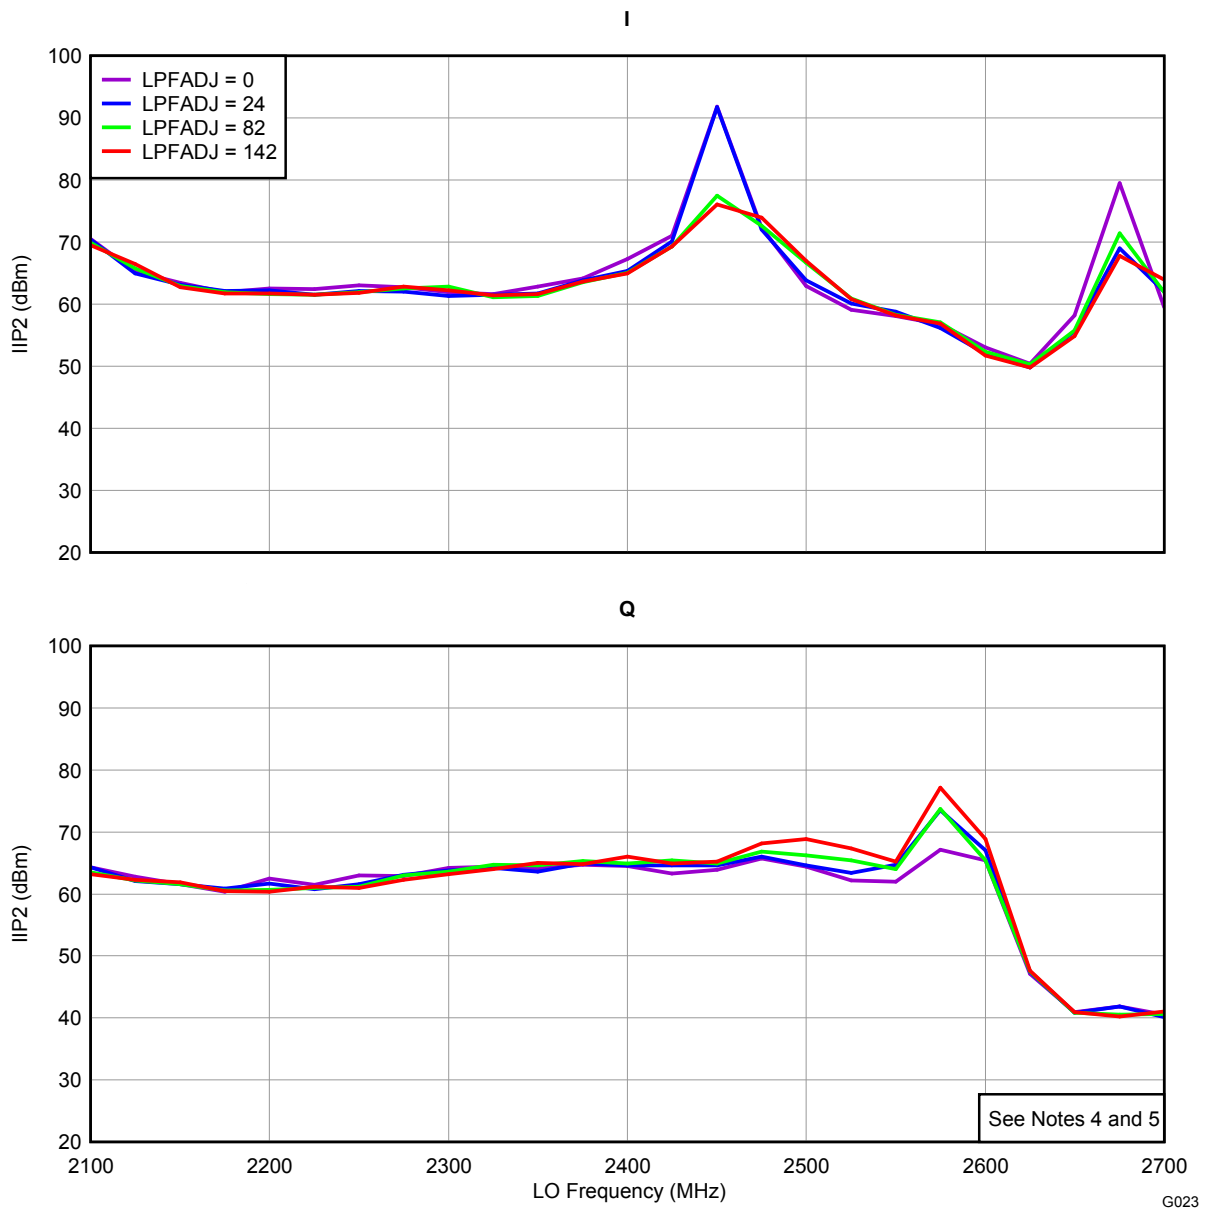 I
100
90
80
70
60
50
40
30
20
IIP2 (dBm)
LPFADJ = 0
LPFADJ = 24
LPFADJ = 82
LPFADJ = 142
Q
100
90
80
70
60
50
40
30
20
IIP2 (dBm)
See Notes 4 and 5
2100 2200 2300 2400 2500 2600 2700
LO Frequency (MHz)
G023